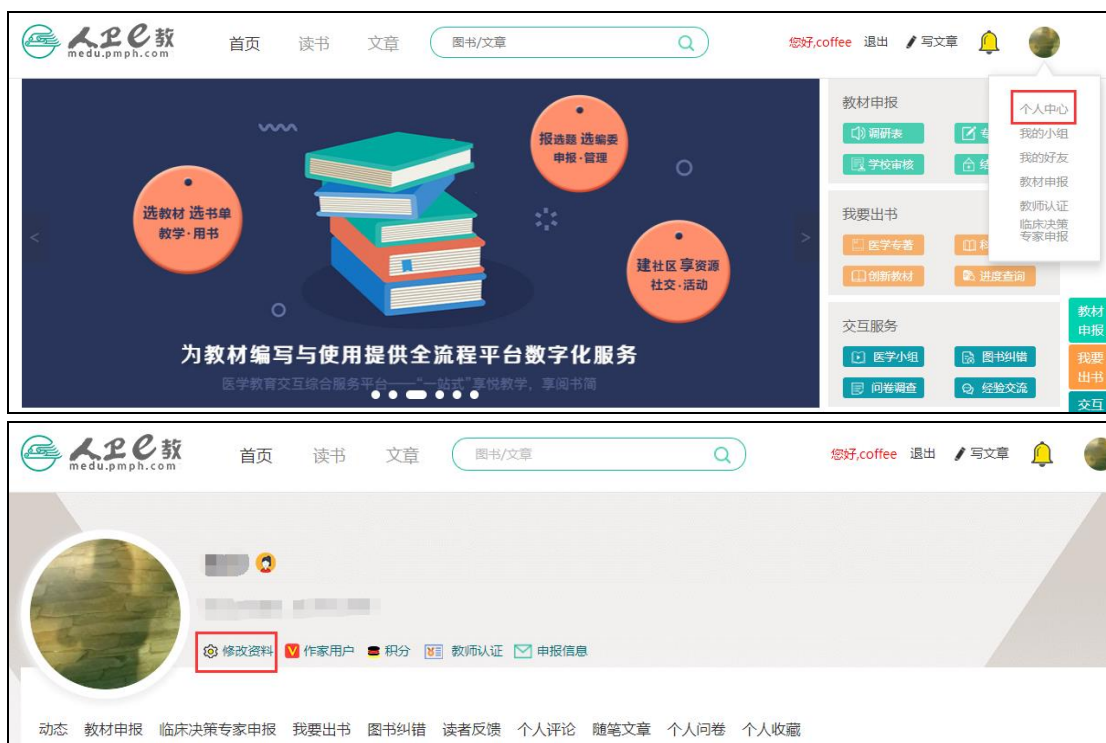 人卫e教
medu.pmph.com
首页 读书 文章 图书/文章 您好,coffee 退出 写文章
个人中心
我的小组
我的好友
教材申报
教师认证
临床决策
专家申报
选教材 选书单
教学·用书
报选题 选编委
申报·管理
建社区 享资源
社交·活动
<
>
为教材编写与使用提供全流程平台数字化服务
医学教育交互综合服务平台——“一站式”享悦教学，享阅书简
教材申报
调研表
学校审核
我要出书
医学专著
创新教材 进度查询
交互服务
医学小组 图书纠错
问卷调查 经验交流
教材
申报
我要
出书
交互
人卫e教
medu.pmph.com
首页 读书 文章 图书/文章 您好,coffee 退出 写文章
修改资料 V 作家用户 积分 教师认证 申报信息
动态 教材申报 临床决策专家申报 我要出书 图书纠错 读者反馈 个人评论 随笔文章 个人问卷 个人收藏